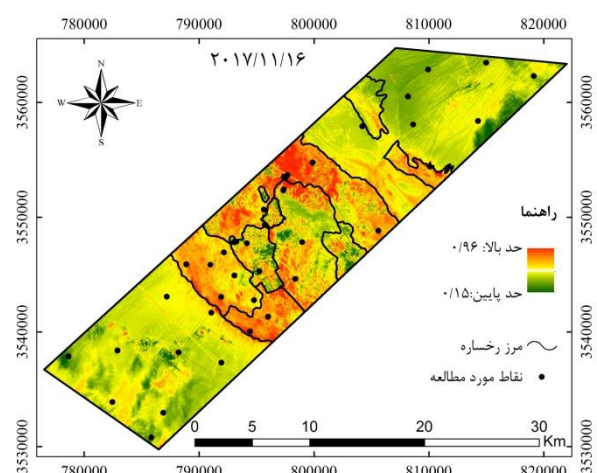 780000 790000 800000 810000 820000
۲۰۱۷/۱۱/۱۶
N
W E
S
3560000 3560000
3550000 3550000
3540000 3540000
3530000 3530000
راهنما
حد بالا: ۰/۹۶
حد پایین:۰/۱۵
مرز رخساره
نقاط مورد مطالعه
0 5 10 20 30
Km
780000 790000 800000 810000 820000